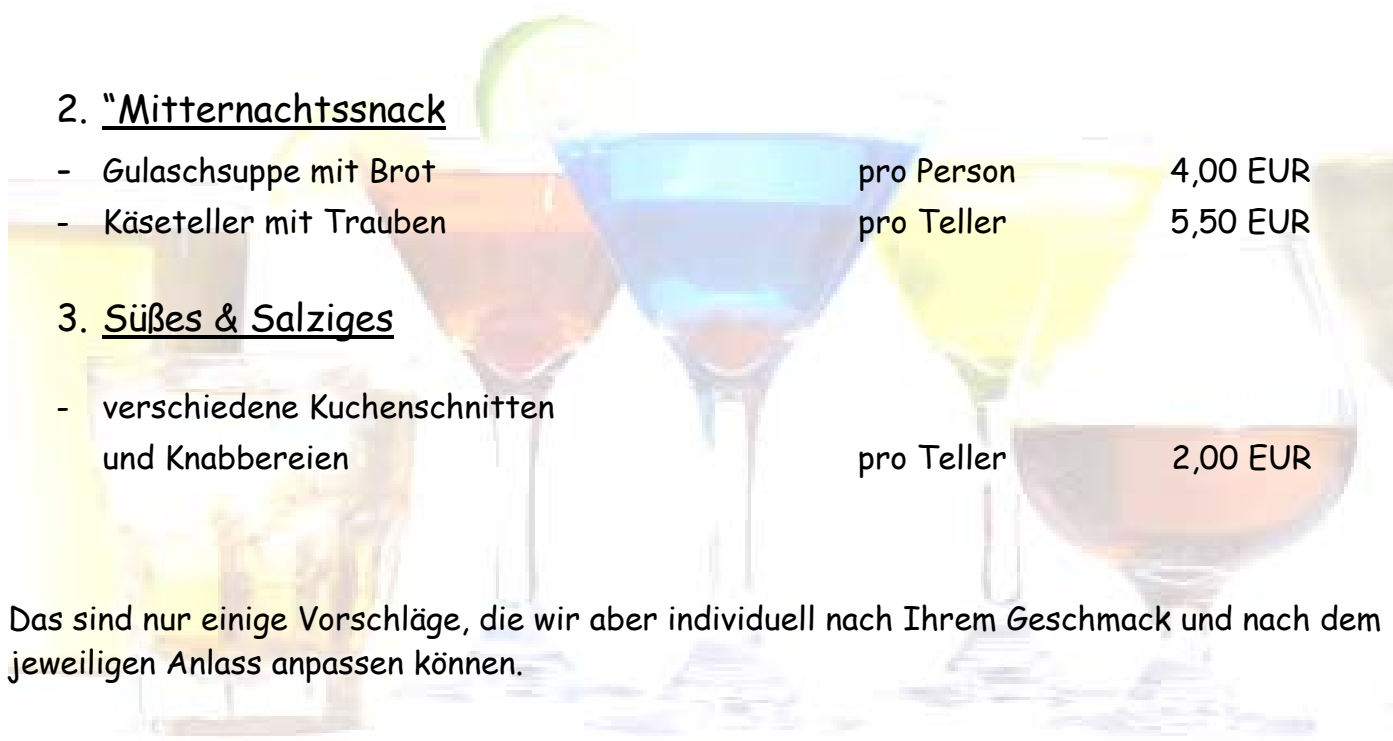 2. “Mitternachtssnack
- Gulaschsuppe mit Brot pro Person 4,00 EUR
- Käseteller mit Trauben pro Teller 5,50 EUR
3. Süßes & Salziges
- verschiedene Kuchenschnitten
und Knabbereien pro Teller 2,00 EUR
Das sind nur einige Vorschläge, die wir aber individuell nach Ihrem Geschmack und nach dem
jeweiligen Anlass anpassen können.